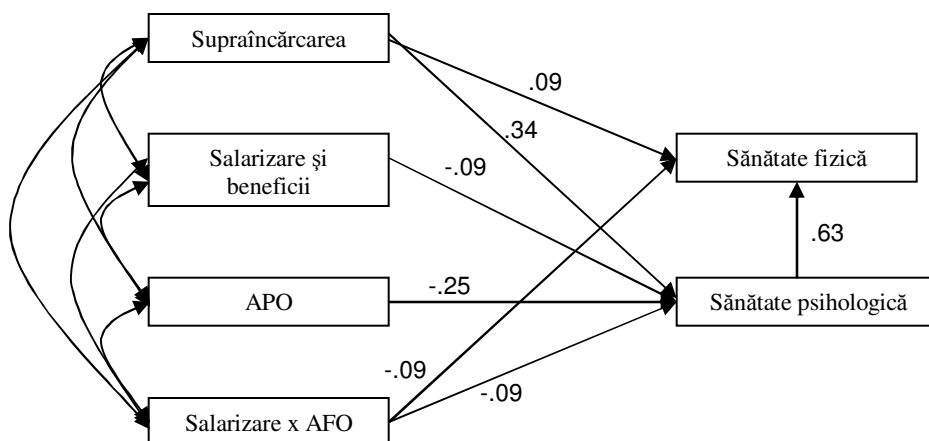 Supraîncărcarea
.09
.34
Salarizare şi
beneficii
-.09
Sănătate fizică
.63
APO
-.25
Sănătate psihologică
-.09
-.09
Salarizare x AFO